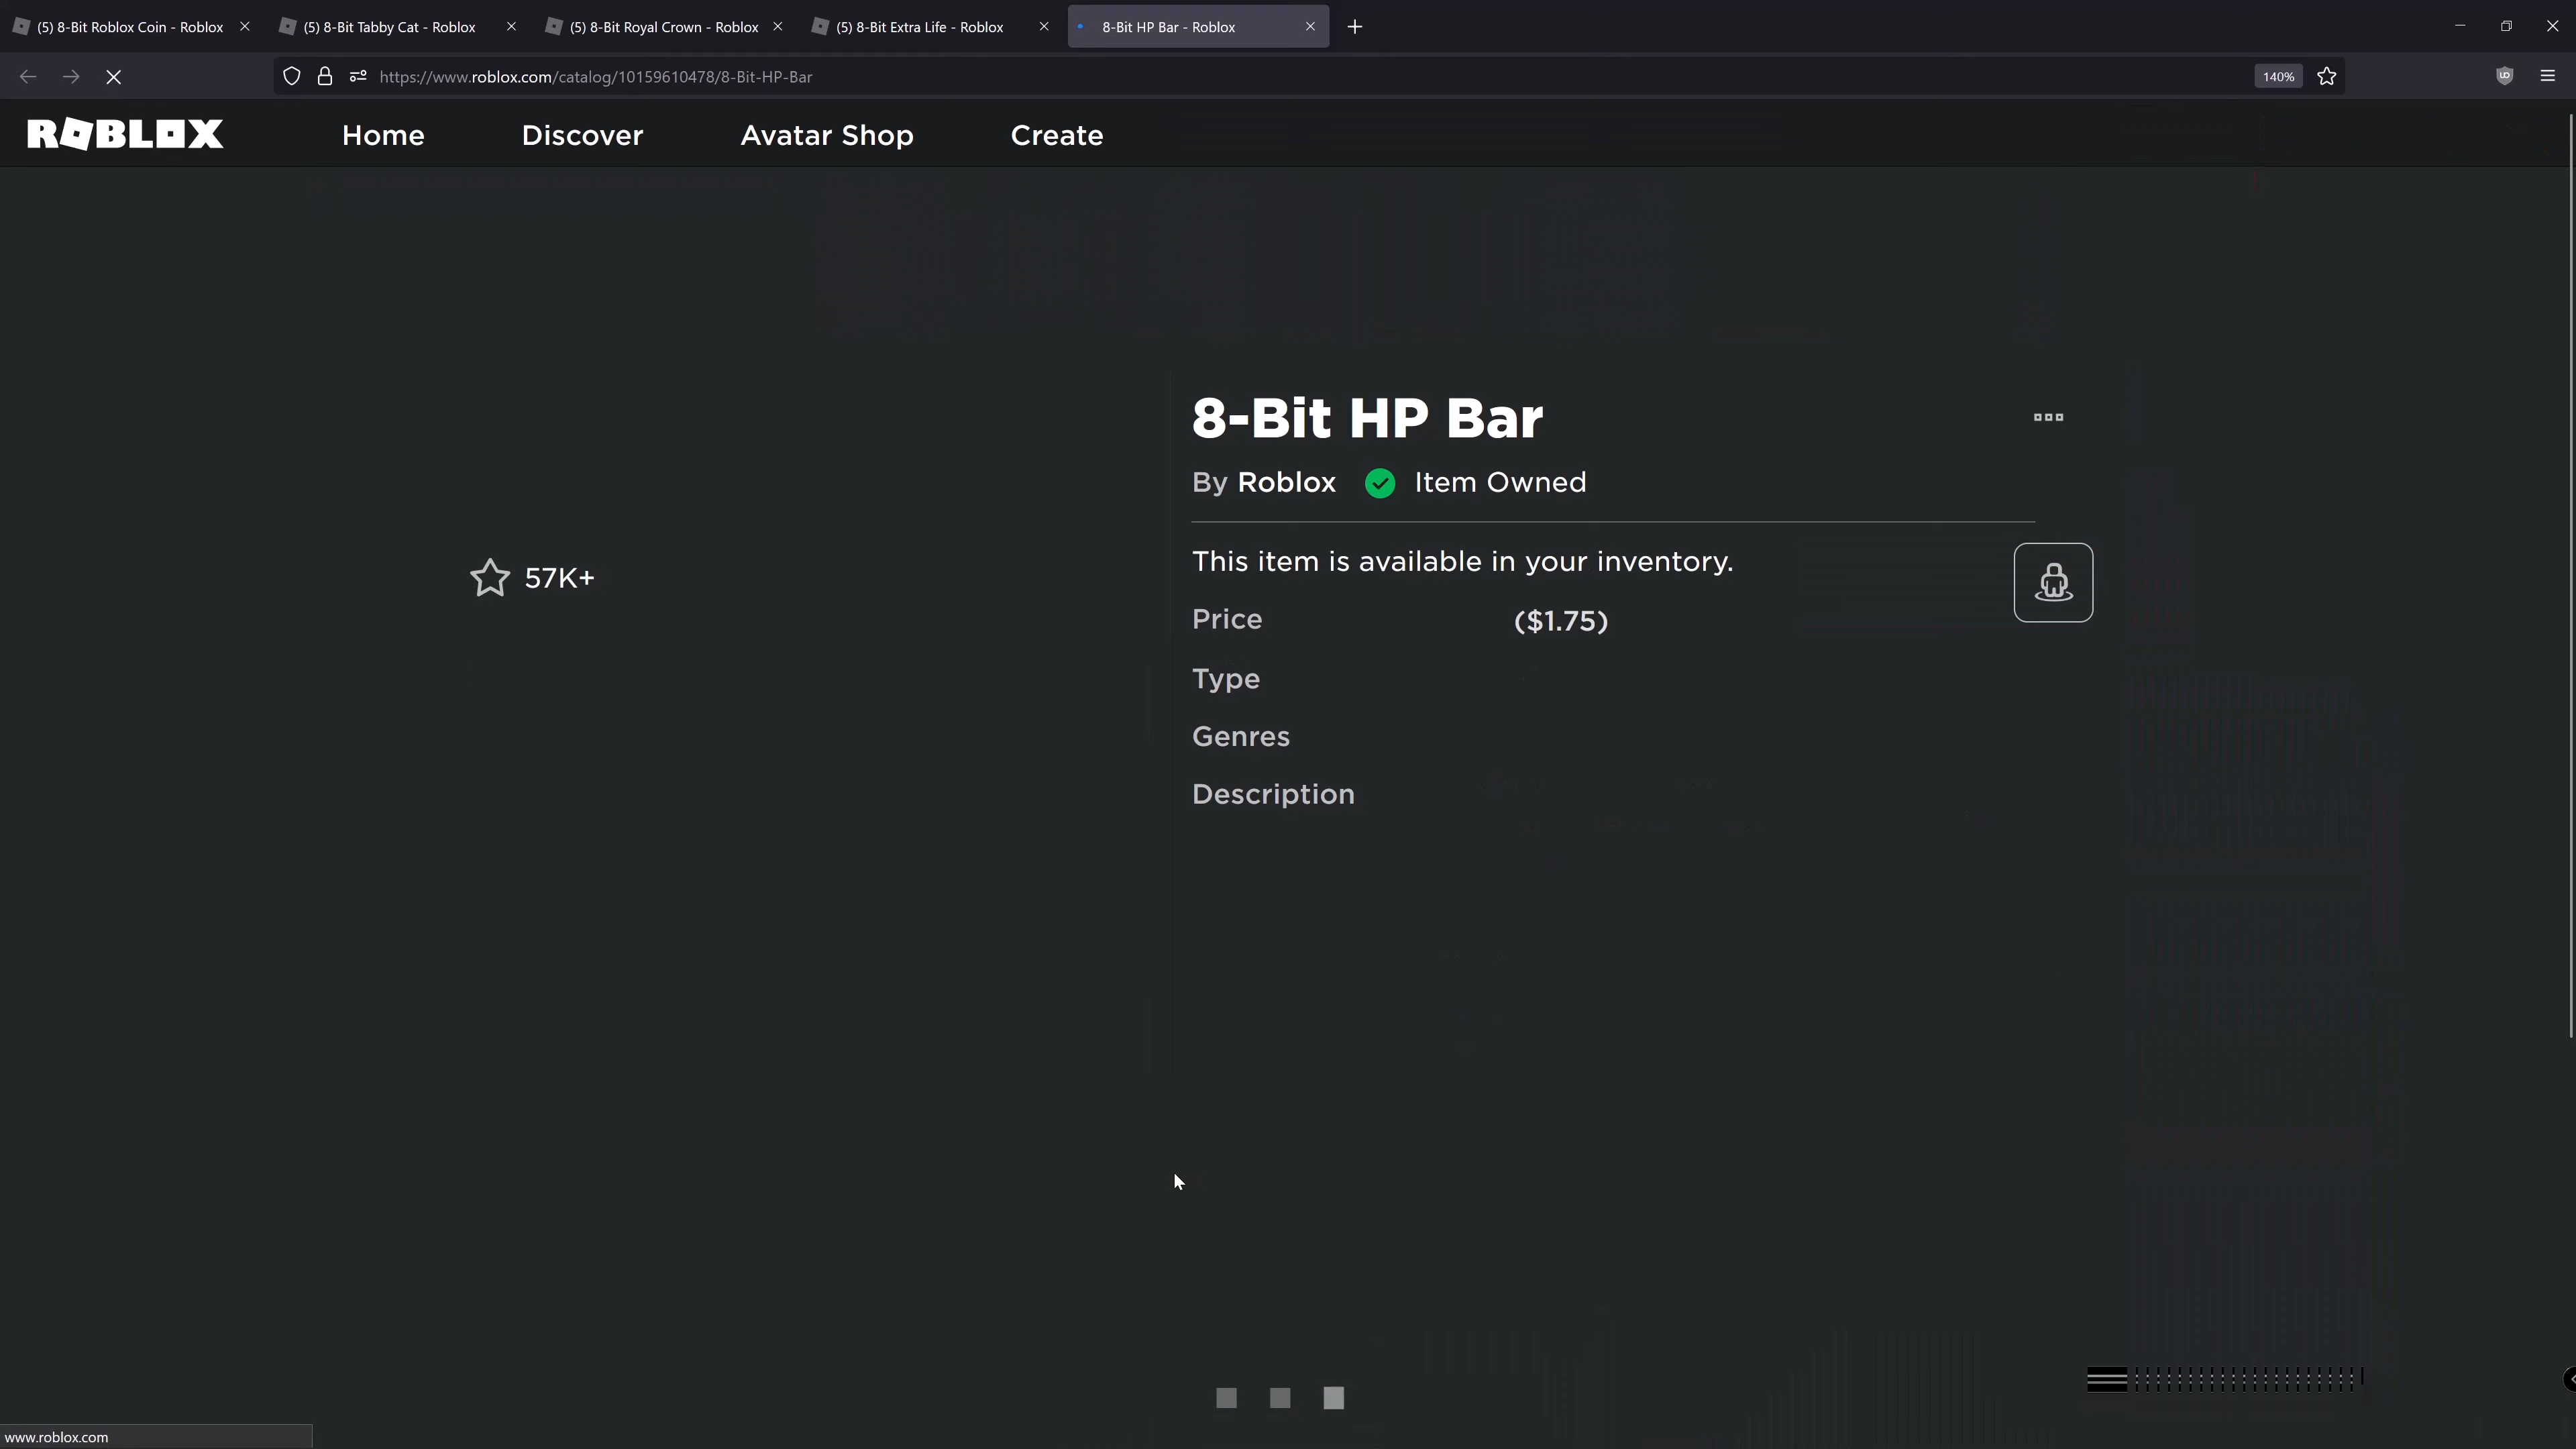 (5) 8-Bit Roblox Coin - Roblox
(5) 8-Bit Tabby Cat - Roblox
(5) 8-Bit Royal Crown - Roblox
(5) 8-Bit Extra Life - Roblox
8-Bit HP Bar - Roblox
https://www.roblox.com/catalog/10159610478/8-Bit-HP-Bar
140%
ROBLOX
Home
Discover
Avatar Shop
Create
8-Bit HP Bar
By Roblox Item Owned
57K+
This item is available in your inventory.
Price ($1.75)
Type
Genres
Description
www.roblox.com